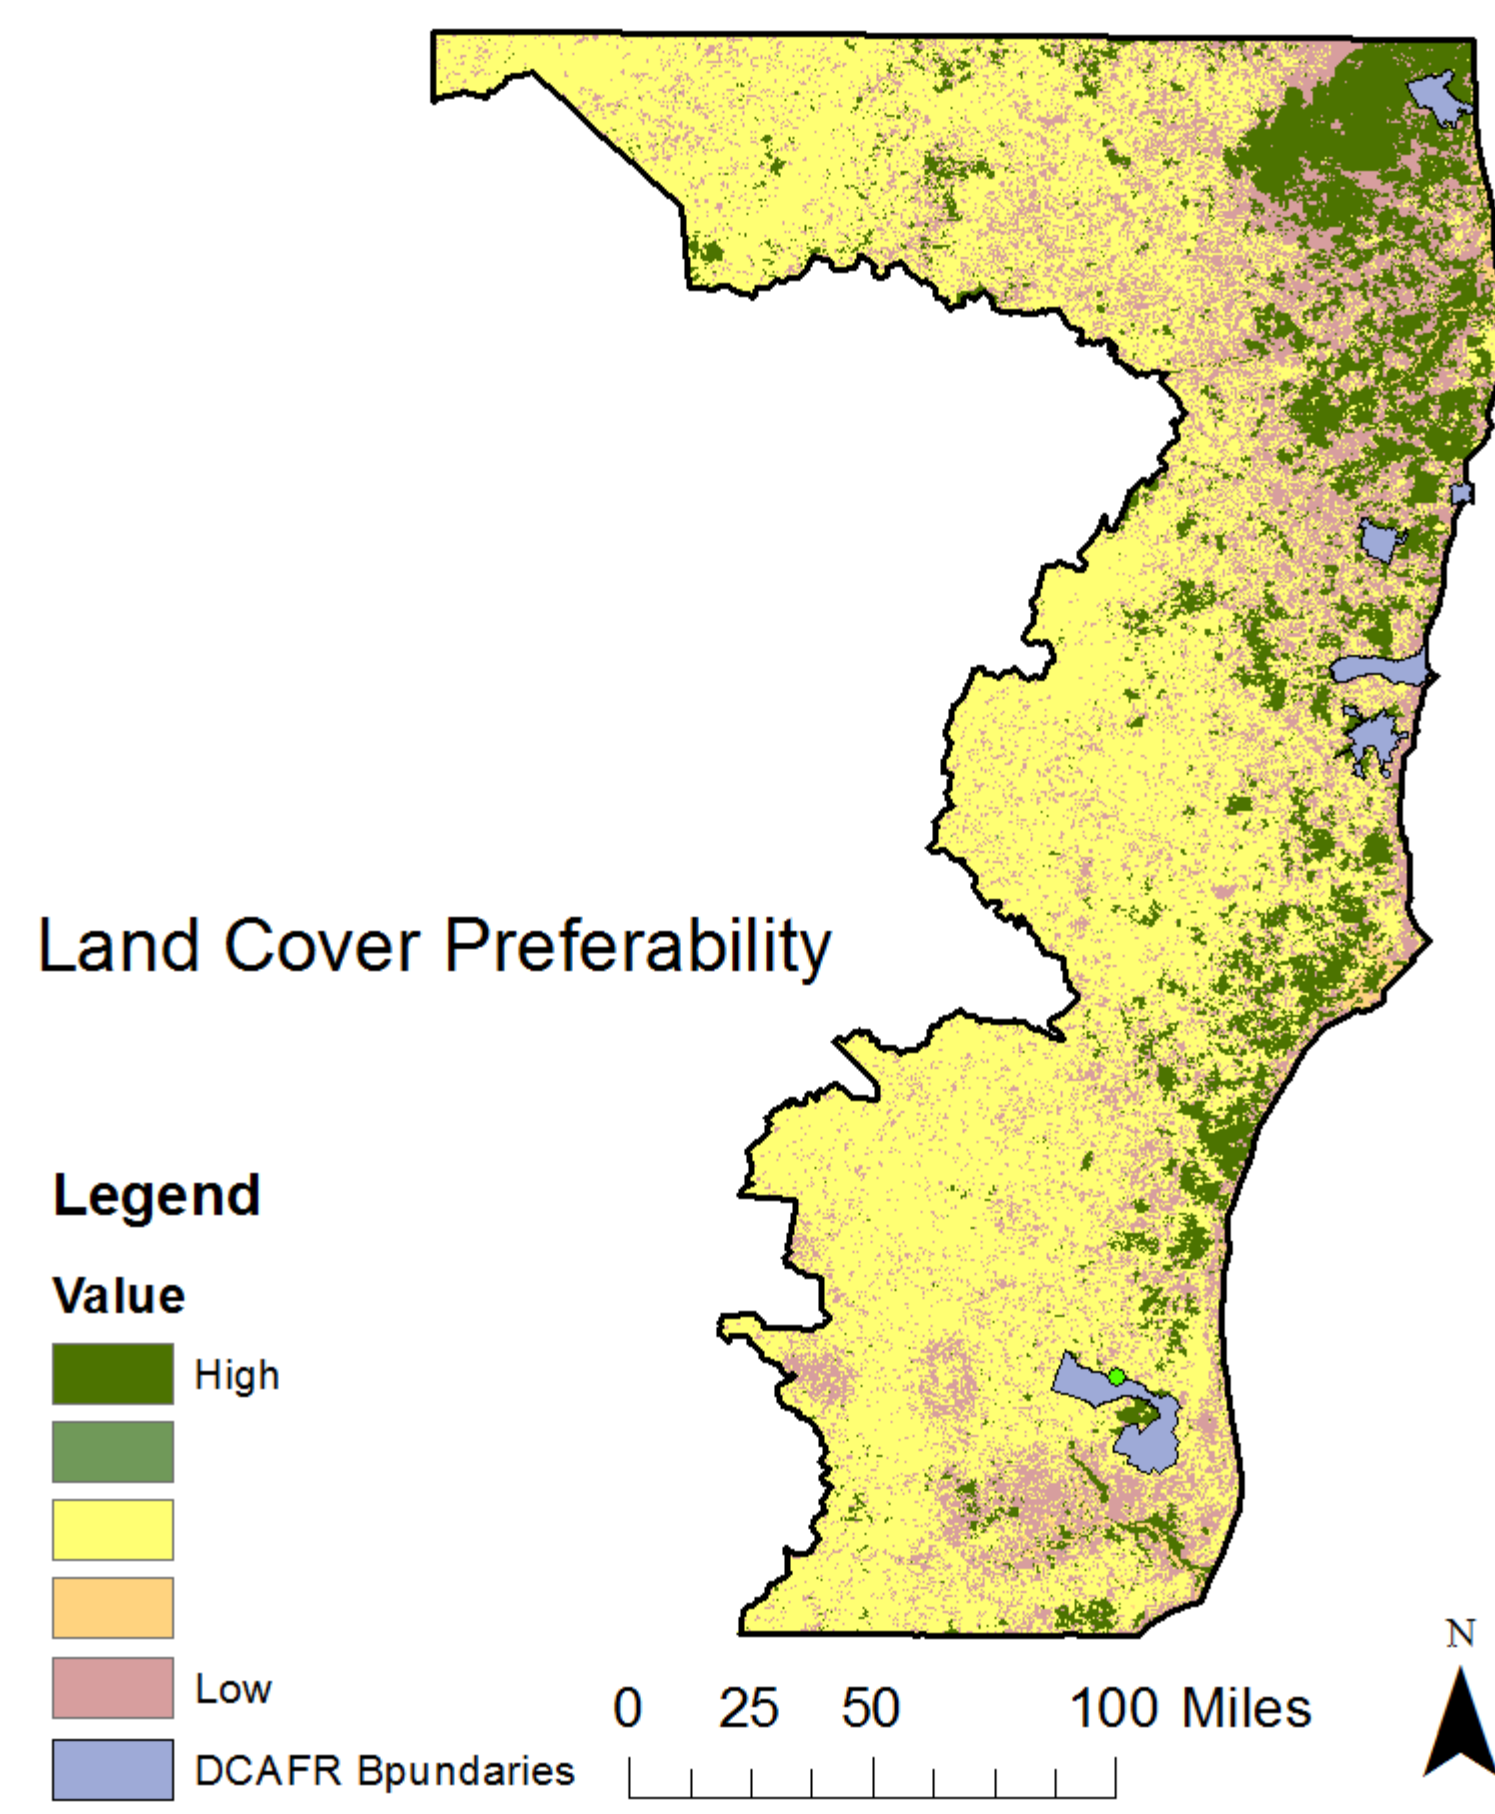 Land Cover Preferability
Legend
Value
High
Low
DCAFR Bpundaries
0 25 50 100 Miles
N